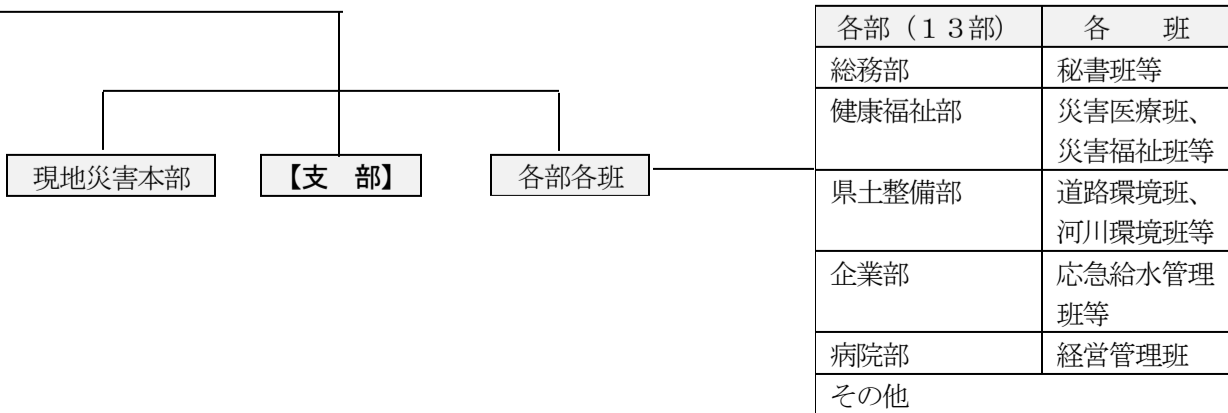 各部（１３部） 各　　班
総務部 秘書班等
健康福祉部 災害医療班、
災害福祉班等
県土整備部 道路環境班、
河川環境班等
企業部 応急給水管理
班等
病院部 経営管理班
その他
現地災害本部 【支　部】 各部各班